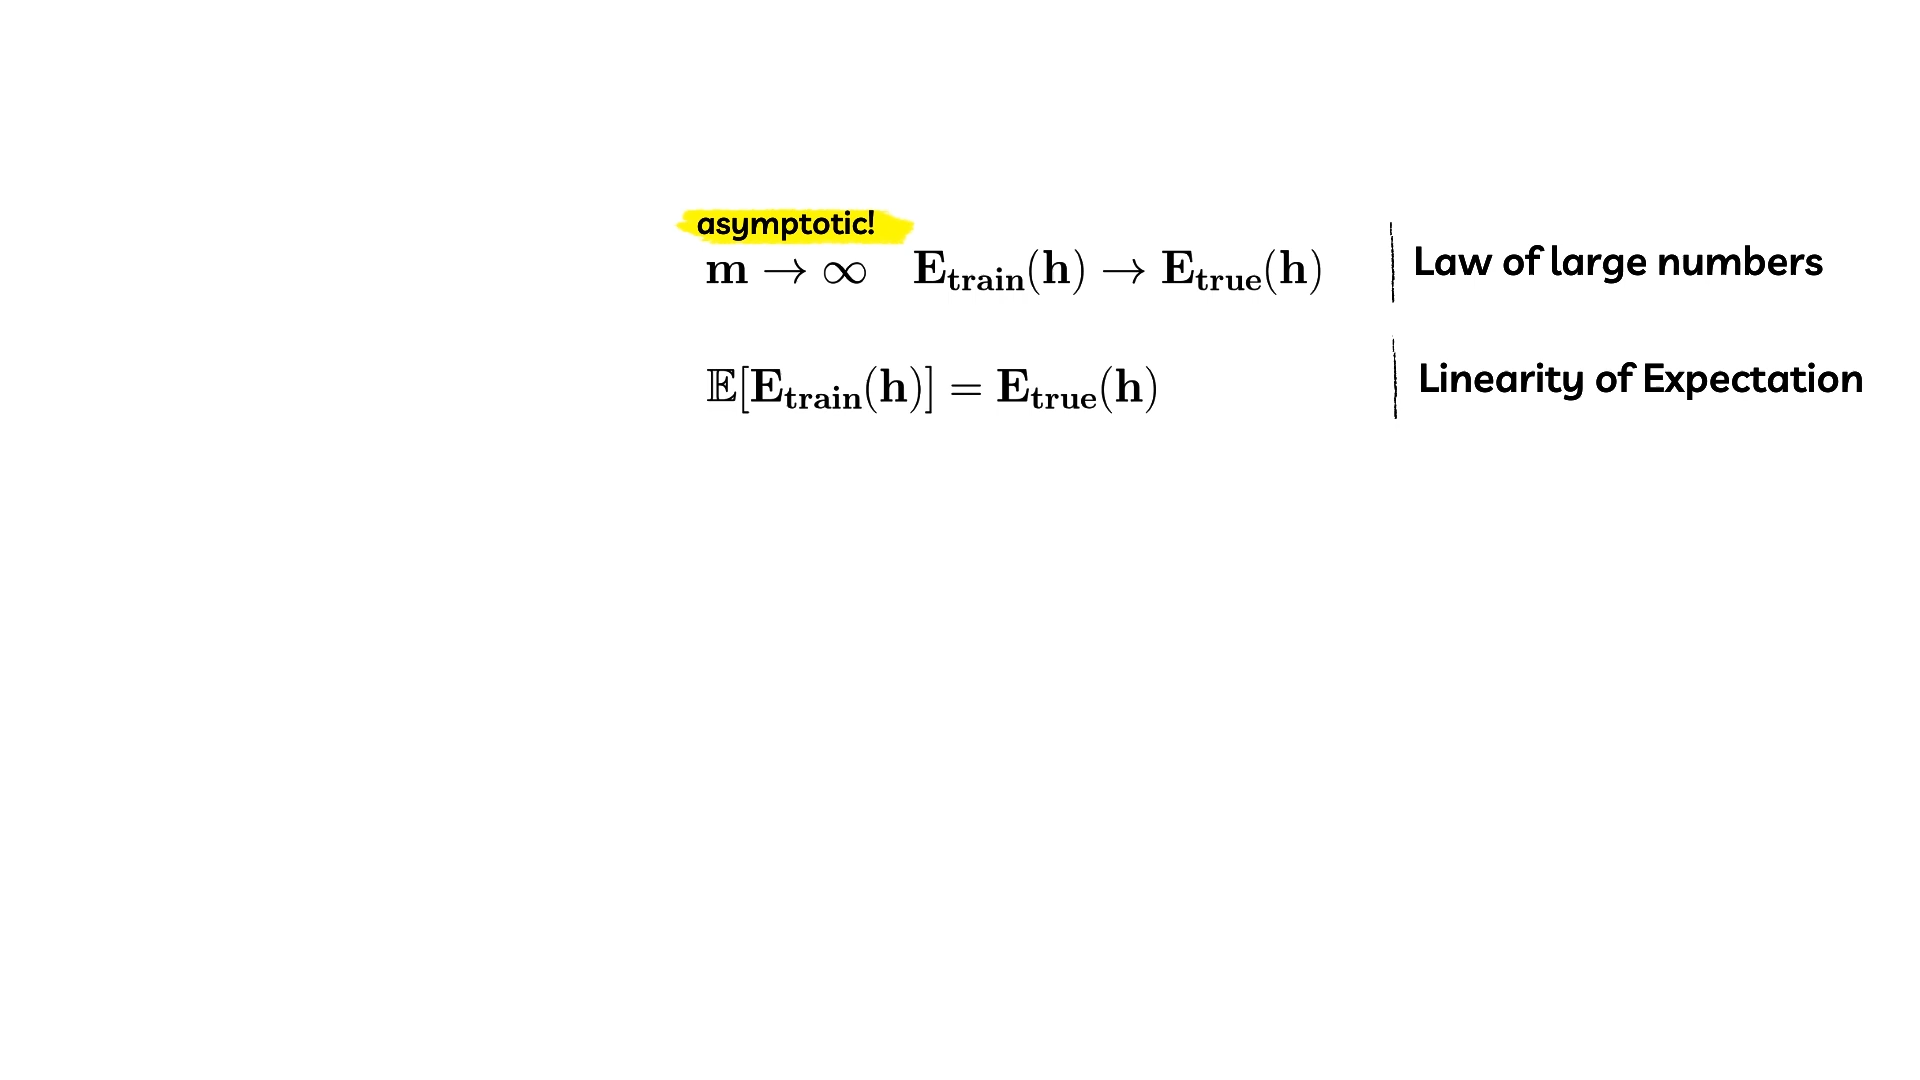 asymptotic!
m → ∞ E_train(h) → E_true(h)
Law of large numbers
𝔼[E_train(h)] = E_true(h)
Linearity of Expectation